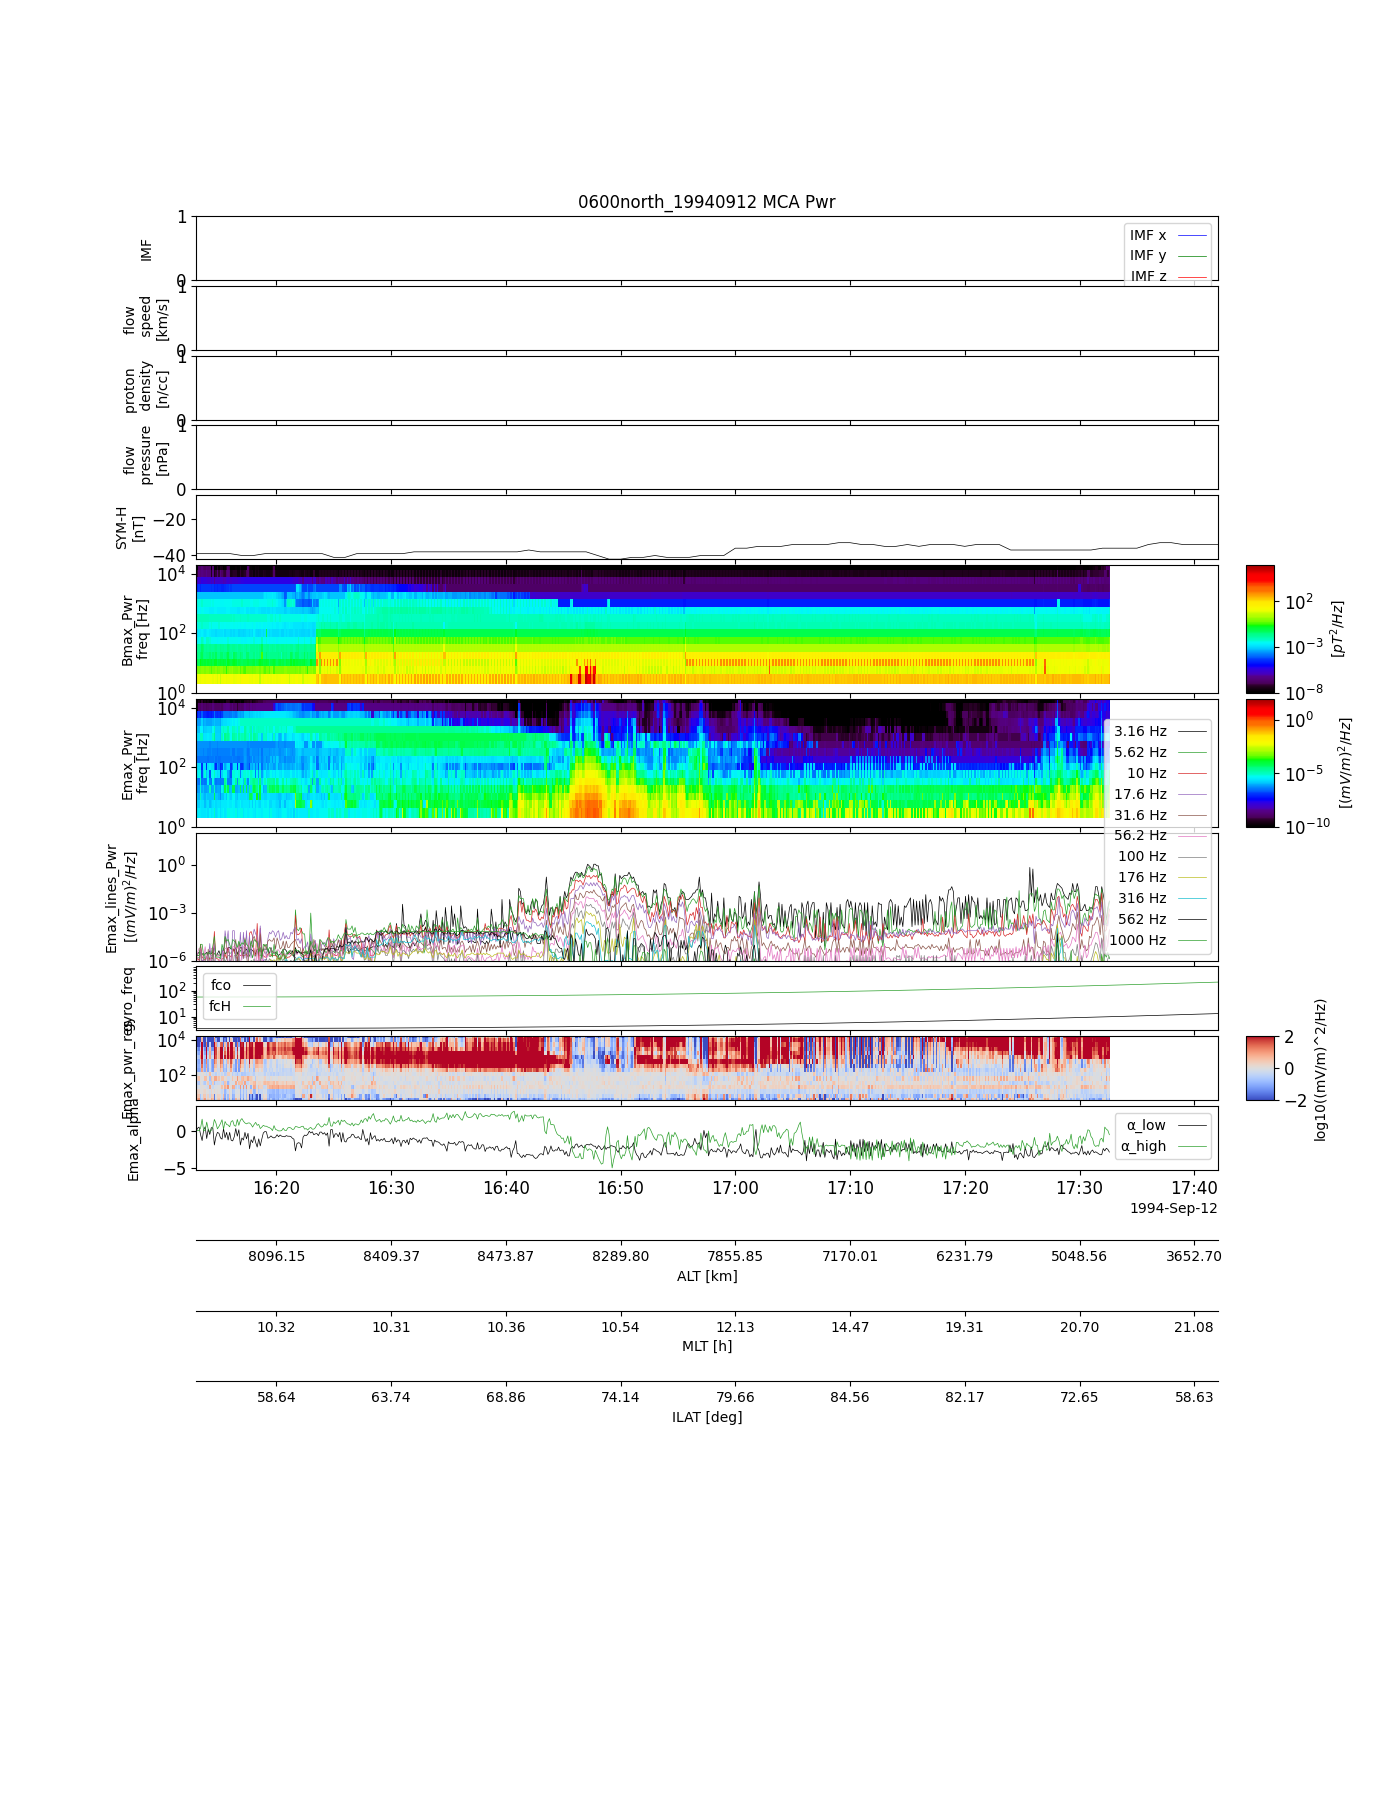 0600north_19940912 MCA Pwr
1
0
IMF
IMF x
IMF y
IMF z
1
0
flow
speed
[km/s]
1
0
proton
density
[n/cc]
1
0
flow
pressure
[nPa]
−20
−40
SYM-H
[nT]
10^4
10^2
10^0
Bmax_Pwr
freq [Hz]
10^2
10^−3
10^−8
[pT^2/Hz]
10^4
10^2
10^0
Emax_Pwr
freq [Hz]
10^0
10^−5
10^−10
[(mV/m)^2/Hz]
3.16 Hz
5.62 Hz
10 Hz
17.6 Hz
31.6 Hz
56.2 Hz
100 Hz
176 Hz
316 Hz
562 Hz
1000 Hz
10^0
10^−3
10^−6
Emax_lines_Pwr
[(mV/m)^2/Hz]
10^2
10^1
gyro_freq
fco
fcH
10^4
10^2
Emax_pwr_res
2
0
−2
log10((mV/m)^2/Hz)
0
−5
Emax_alpha
α_low
α_high
16:20 16:30 16:40 16:50 17:00 17:10 17:20 17:30 17:40
1994-Sep-12
8096.15 8409.37 8473.87 8289.80 7855.85 7170.01 6231.79 5048.56 3652.70
ALT [km]
10.32 10.31 10.36 10.54 12.13 14.47 19.31 20.70 21.08
MLT [h]
58.64 63.74 68.86 74.14 79.66 84.56 82.17 72.65 58.63
ILAT [deg]